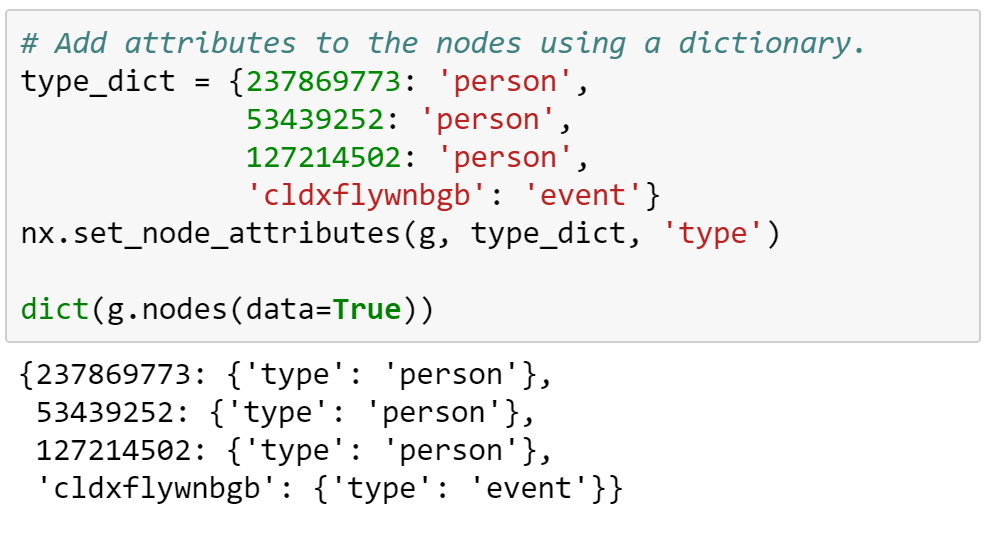 # Add attributes to the nodes using a dictionary.
type_dict = {237869773: 'person',
             53439252: 'person',
             127214502: 'person',
             'cldxflywnbgb': 'event'}
nx.set_node_attributes(g, type_dict, 'type')

dict(g.nodes(data=True))
{237869773: {'type': 'person'},
 53439252: {'type': 'person'},
 127214502: {'type': 'person'},
 'cldxflywnbgb': {'type': 'event'}}